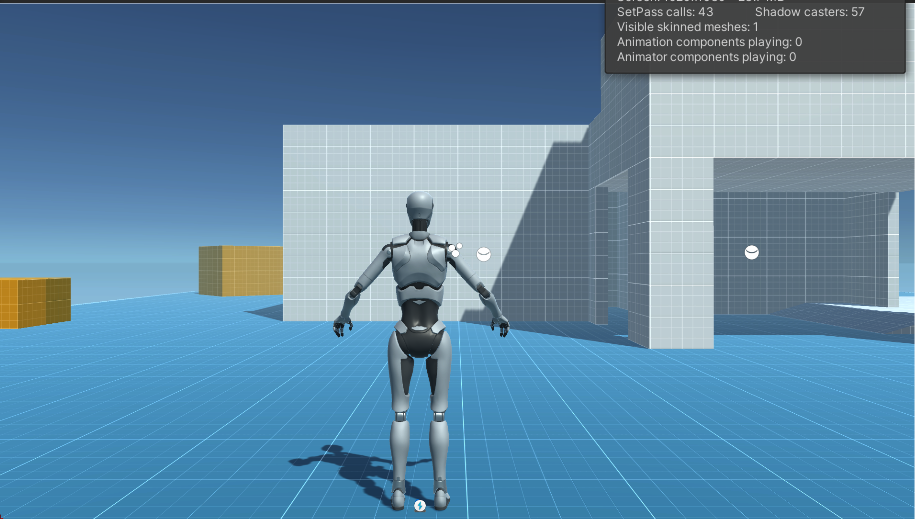 SetPass calls: 43 Shadow casters: 57
Visible skinned meshes: 1
Animation components playing: 0
Animator components playing: 0